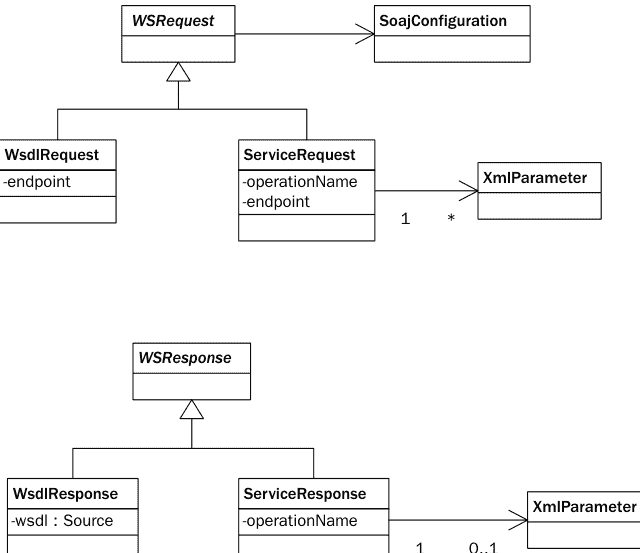 WSRequest
SoajConfiguration
WsdlRequest
-endpoint
ServiceRequest
-operationName
-endpoint
XmlParameter
1 *
WSResponse
WsdlResponse
-wsdl : Source
ServiceResponse
-operationName
XmlParameter
1 0..1